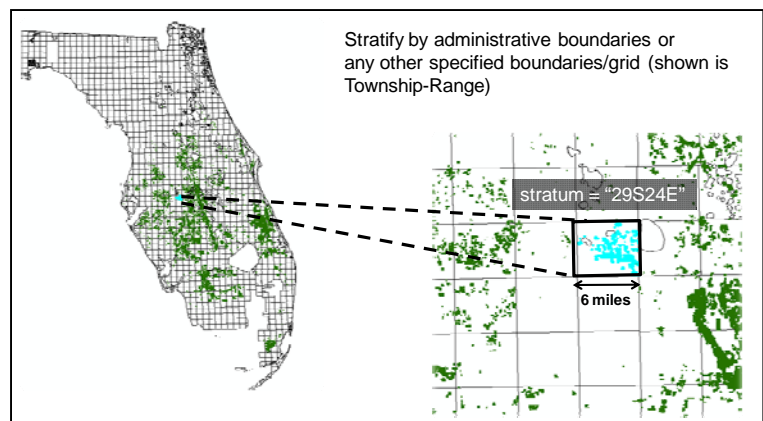 Stratify by administrative boundaries or
any other specified boundaries/grid (shown is
Township-Range)
stratum = "29S24E"
6 miles